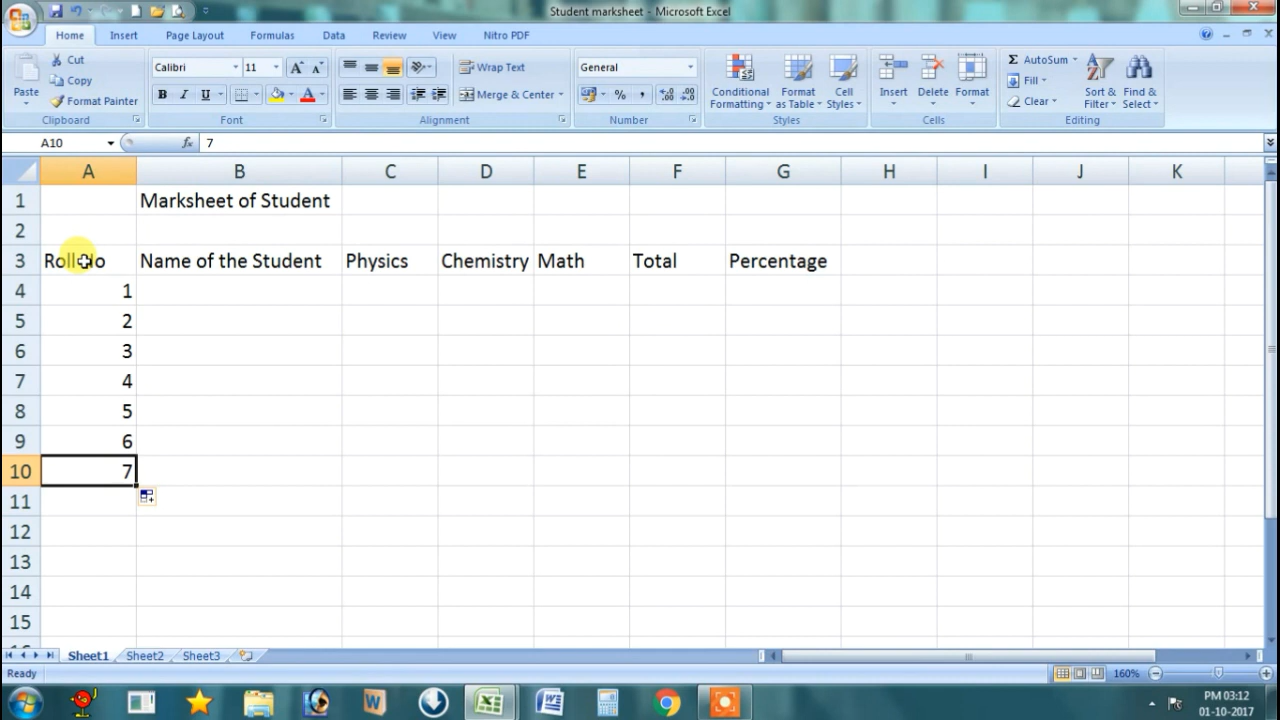 Student marksheet - Microsoft Excel
Home Insert Page Layout Formulas Data Review View Nitro PDF
Paste Cut Copy Format Painter Clipboard
Calibri 11 B I U Font
Wrap Text Merge & Center Alignment
General % , Number
Conditional Formatting Format as Table Cell Styles Styles
Insert Delete Format Cells
Σ AutoSum Fill Clear Sort & Filter Find & Select Editing
A10 fx 7
A B C D E F G H I J K
1 Marksheet of Student
2
3 Roll No Name of the Student Physics Chemistry Math Total Percentage
4 1
5 2
6 3
7 4
8 5
9 6
10 7
11
12
13
14
15
Sheet1 Sheet2 Sheet3
Ready 160%
PM 03:12
01-10-2017